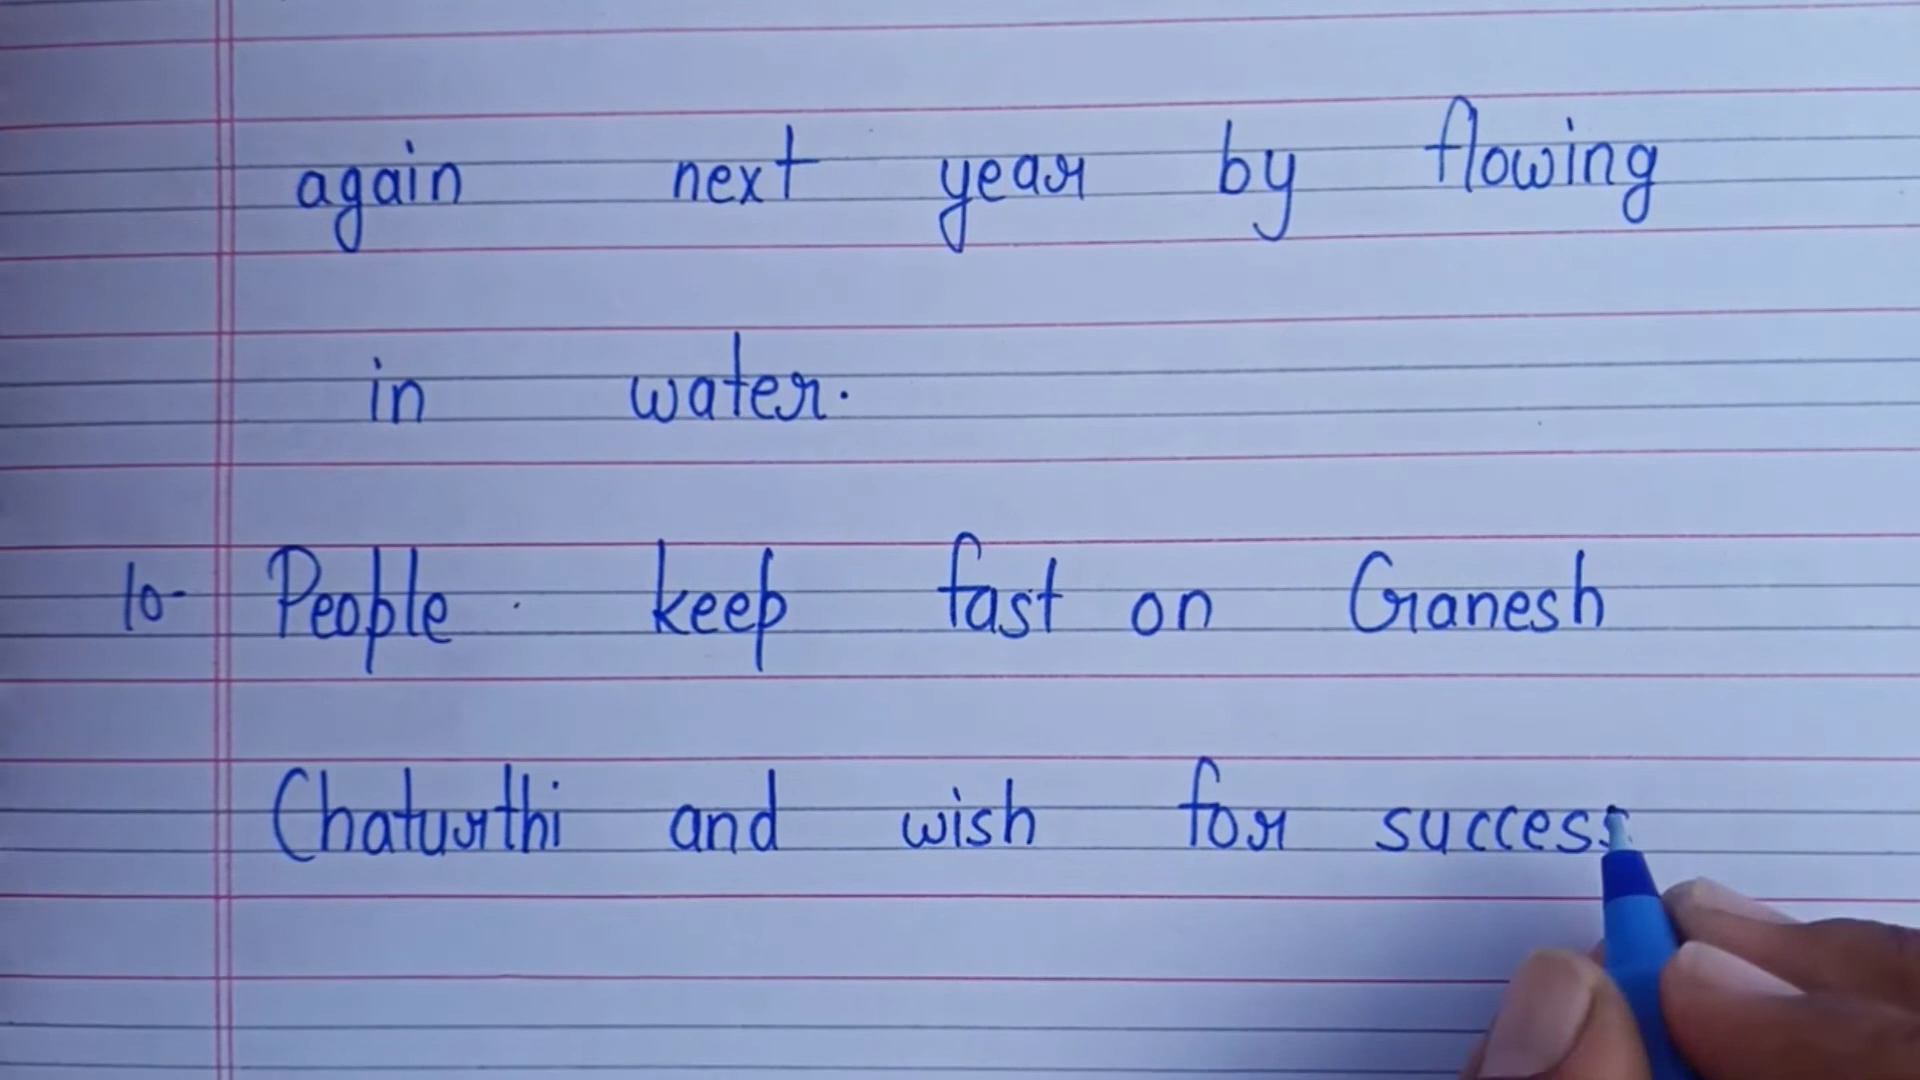 again next year by flowing
in water.
10- People keep fast on Ganesh
Chaturthi and wish for success